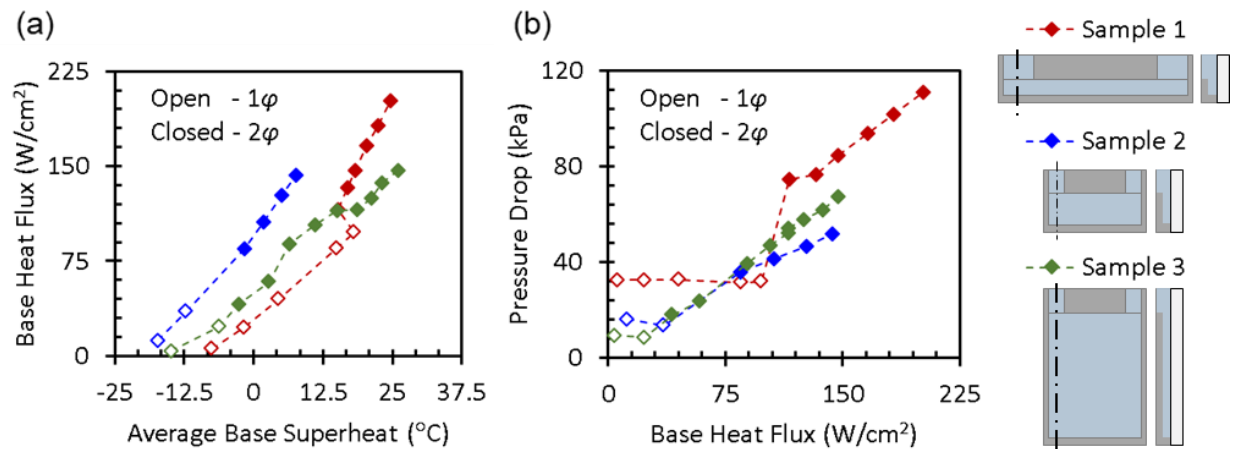 (a)
Base Heat Flux (W/cm²)
225
150
75
0
Open - 1φ
Closed - 2φ
-25 -12.5 0 12.5 25 37.5
Average Base Superheat (°C)
(b)
Pressure Drop (kPa)
120
80
40
0
Open - 1φ
Closed - 2φ
0 75 150 225
Base Heat Flux (W/cm²)
Sample 1
Sample 2
Sample 3